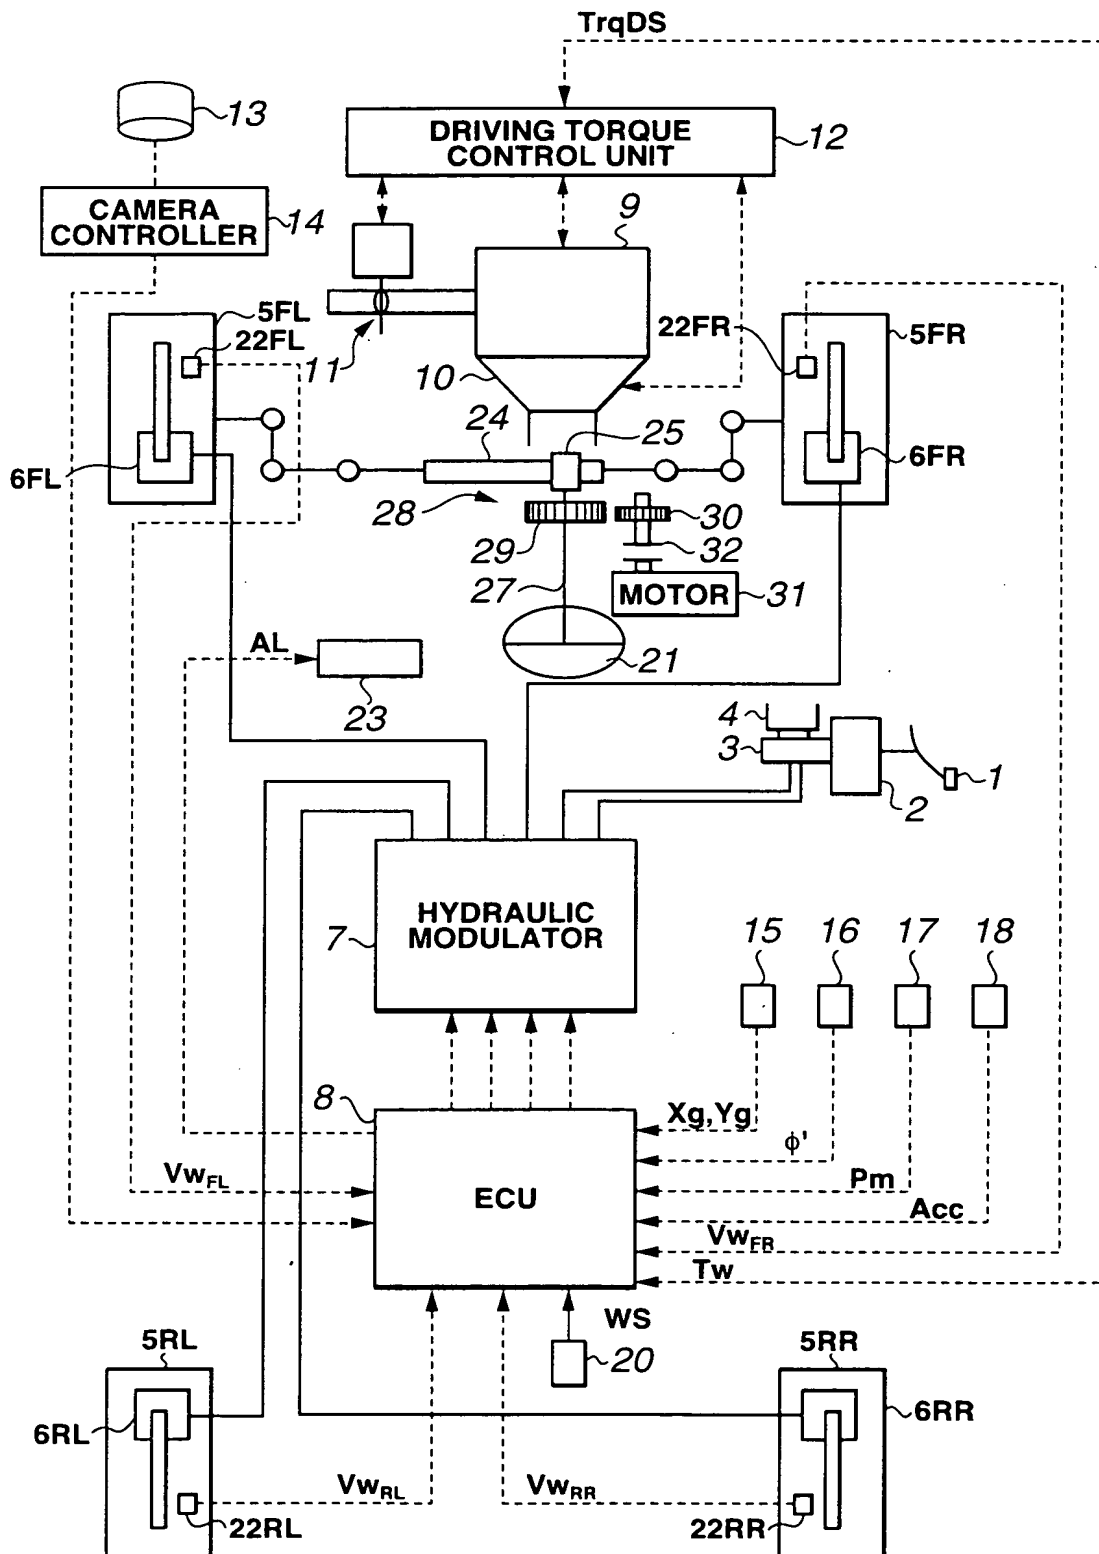 TrqDS
13
DRIVING TORQUE
CONTROL UNIT
12
CAMERA
CONTROLLER
14
9
5FL
22FL
11
10
22FR
5FR
24
25
6FL
6FR
28
29
30
32
27
MOTOR
31
AL
21
23
4
3
1
2
HYDRAULIC
MODULATOR
7
15
16
17
18
8
Xg,Yg
ϕ'
VwFL
ECU
Pm
Acc
VwFR
Tw
WS
20
5RL
5RR
6RL
6RR
VwRL
VwRR
22RL
22RR